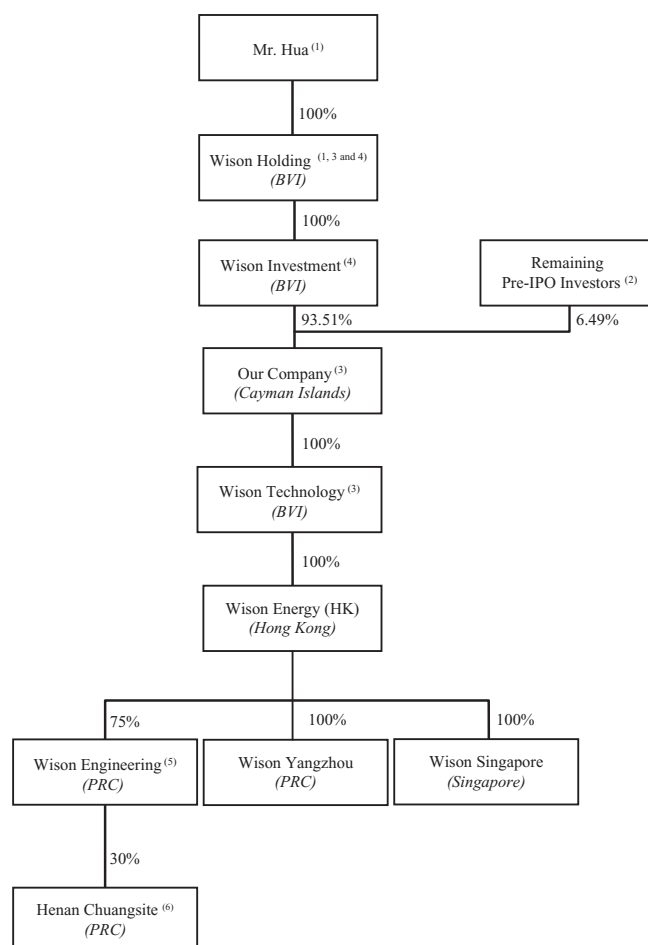 Mr. Hua (1)
100%
Wison Holding (1, 3 and 4)
(BVI)
100%
Wison Investment (4)
(BVI)
Remaining
Pre-IPO Investors (2)
93.51%
6.49%
Our Company (3)
(Cayman Islands)
100%
Wison Technology (3)
(BVI)
100%
Wison Energy (HK)
(Hong Kong)
75%
100%
100%
Wison Engineering (5)
(PRC)
Wison Yangzhou
(PRC)
Wison Singapore
(Singapore)
30%
Henan Chuangsite (6)
(PRC)